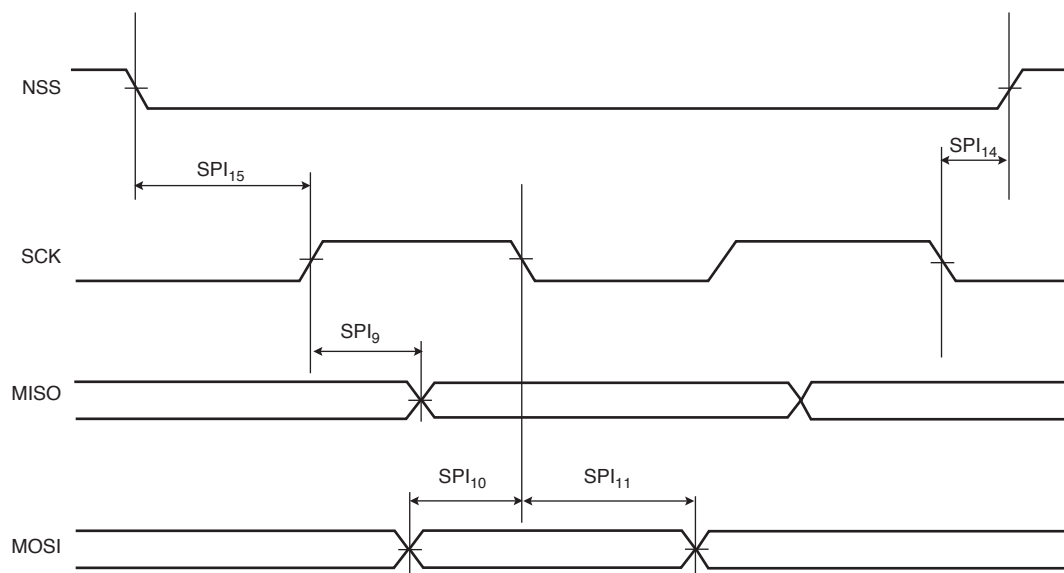 NSS
SPI₁₄
SPI₁₅
SCK
SPI₉
MISO
SPI₁₀ SPI₁₁
MOSI